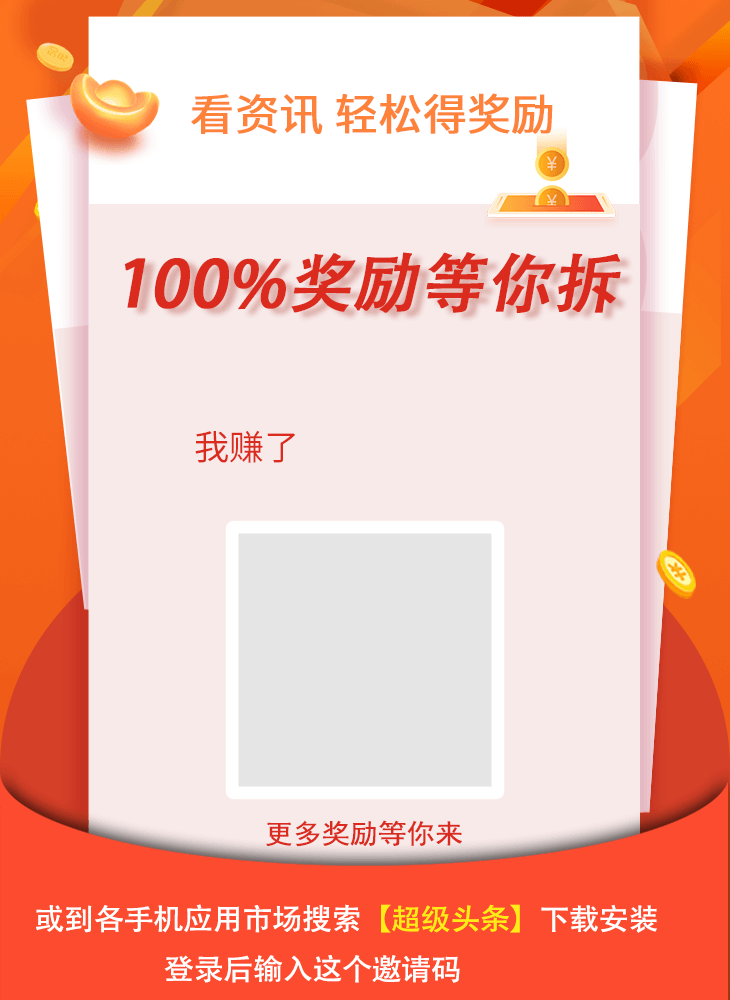 看资讯 轻松得奖励
100%奖励等你拆
我赚了
更多奖励等你来
或到各手机应用市场搜索【超级头条】下载安装
登录后输入这个邀请码